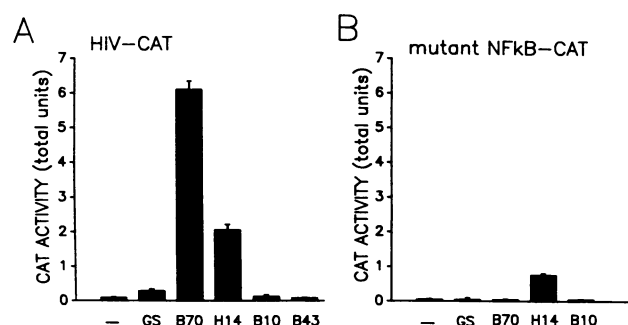 A
HIV–CAT
CAT ACTIVITY (total units)
7
6
5
4
3
2
1
0
– GS B70 H14 B10 B43
B
mutant NFkB–CAT
CAT ACTIVITY (total units)
7
6
5
4
3
2
1
0
– GS B70 H14 B10